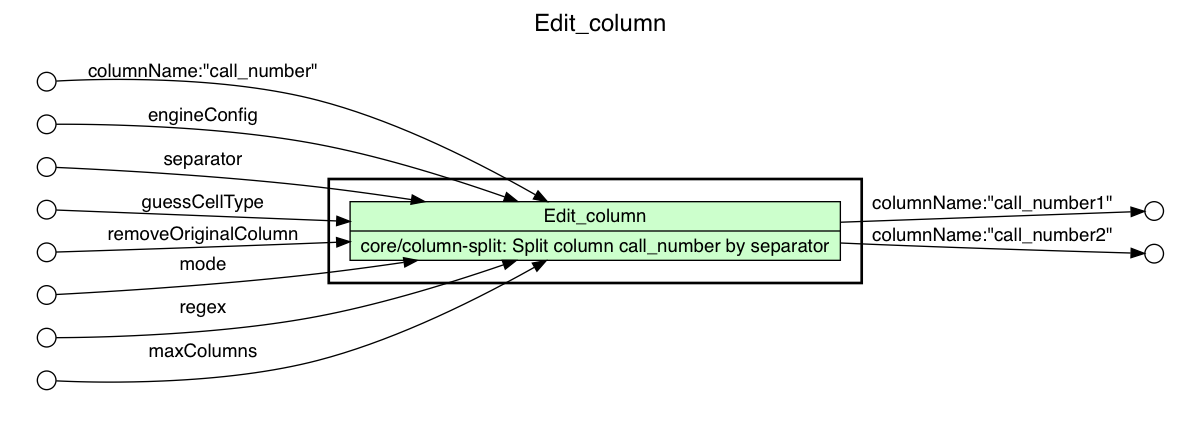 Edit_column
columnName:"call_number"
engineConfig
separator
guessCellType
removeOriginalColumn
mode
regex
maxColumns
Edit_column
core/column-split: Split column call_number by separator
columnName:"call_number1"
columnName:"call_number2"